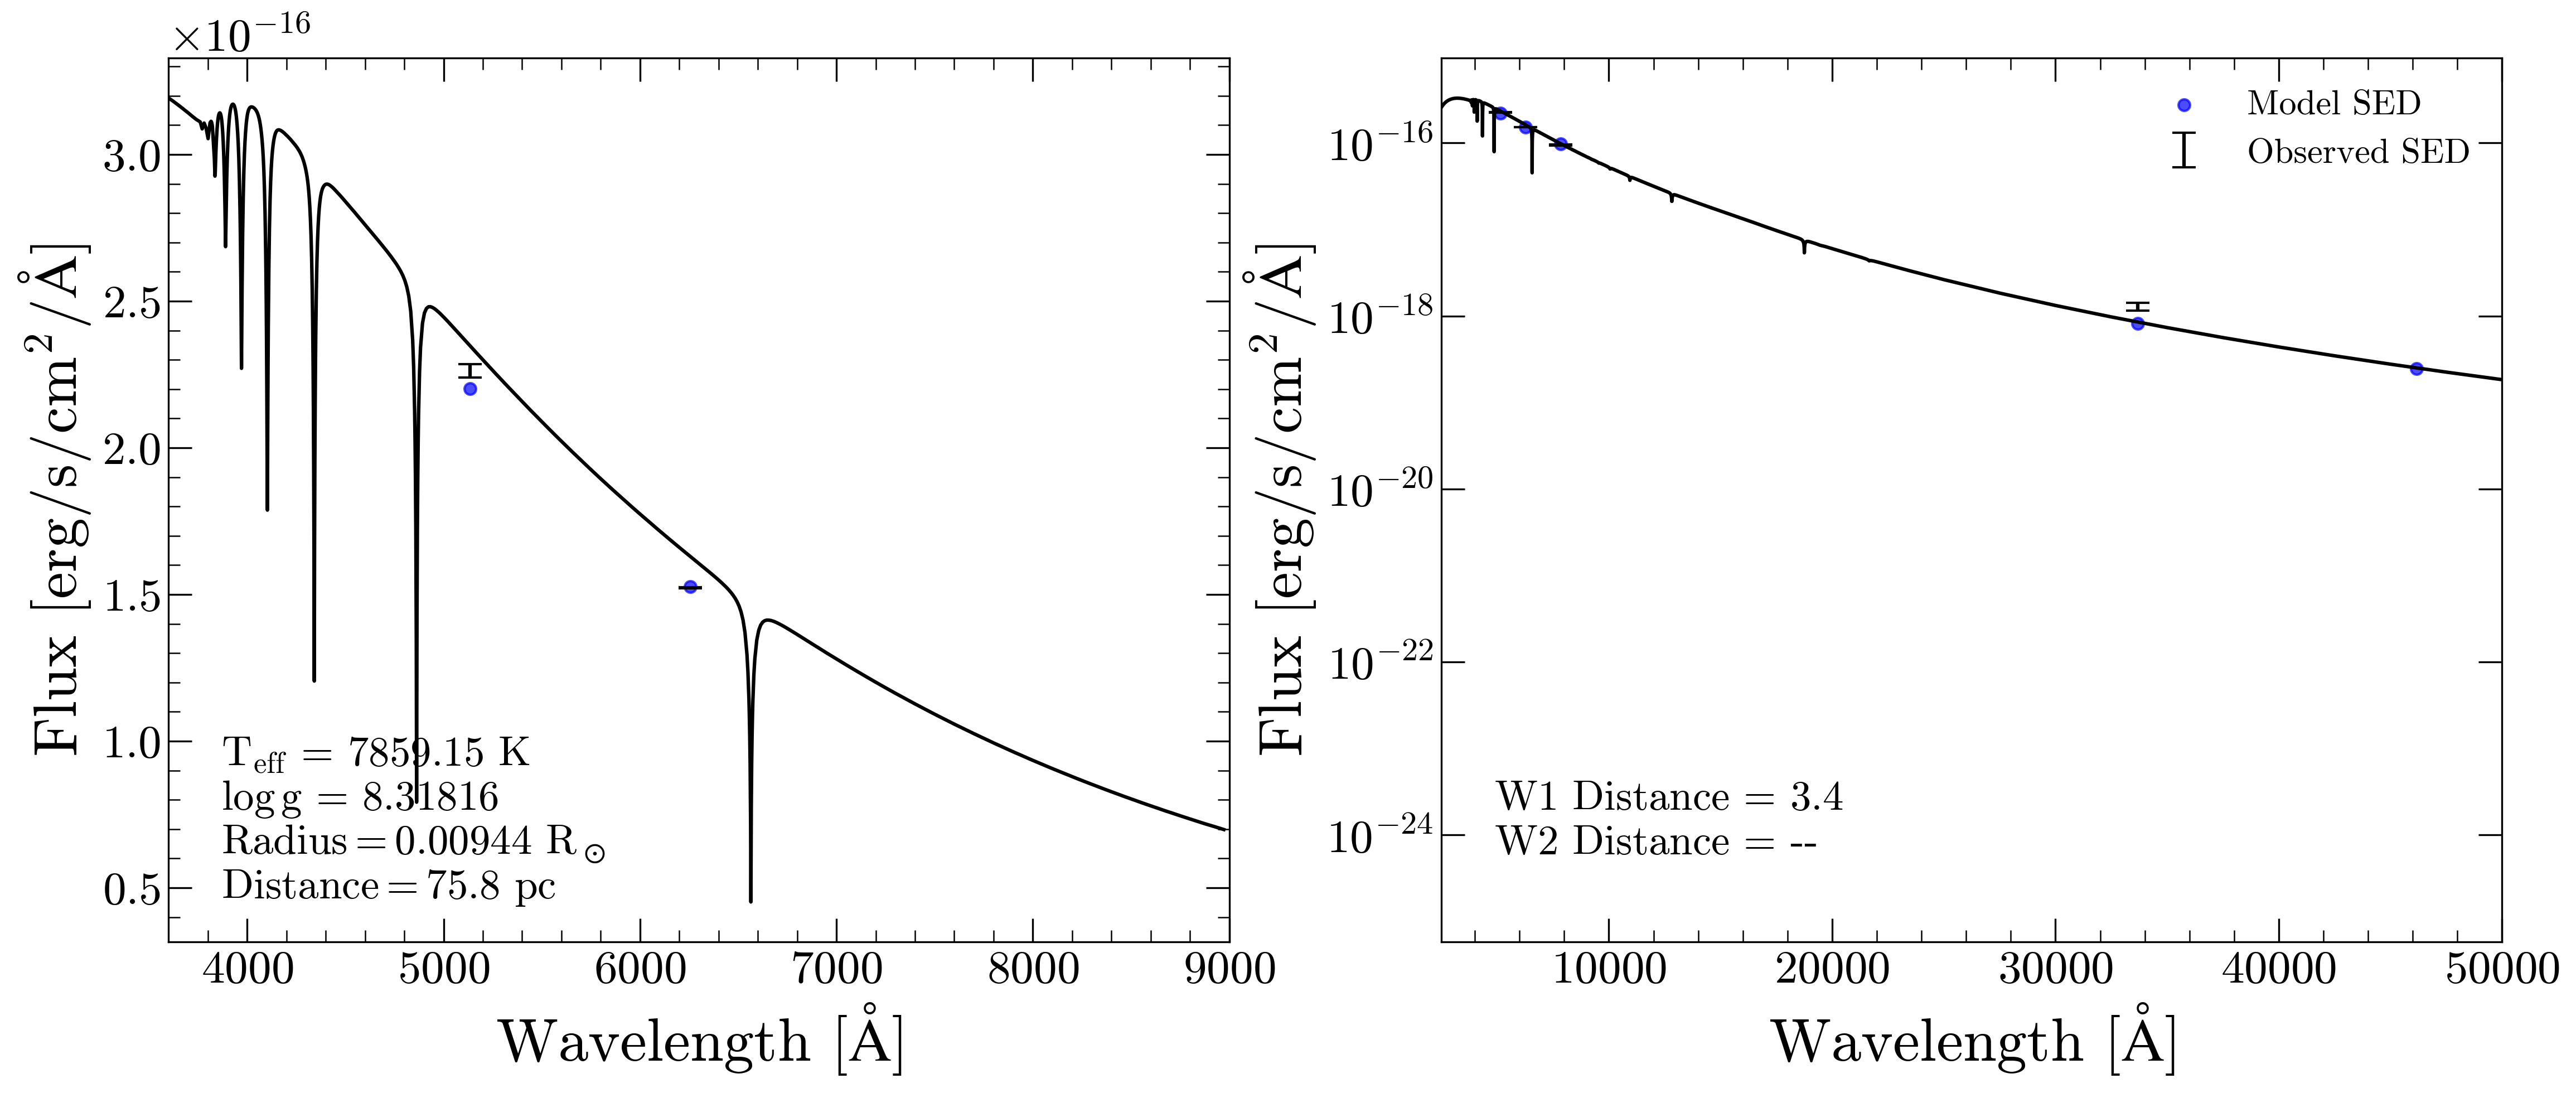 ×10⁻¹⁶
3.0
2.5
2.0
1.5
1.0
0.5
Flux [erg/s/cm²/Å]
T_eff = 7859.15 K
log g = 8.31816
Radius = 0.00944 R_⊙
Distance = 75.8 pc
4000 5000 6000 7000 8000 9000
Wavelength [Å]
Model SED
Observed SED
10⁻¹⁶
10⁻¹⁸
10⁻²⁰
10⁻²²
10⁻²⁴
Flux [erg/s/cm²/Å]
W1 Distance = 3.4
W2 Distance = --
10000 20000 30000 40000 50000
Wavelength [Å]